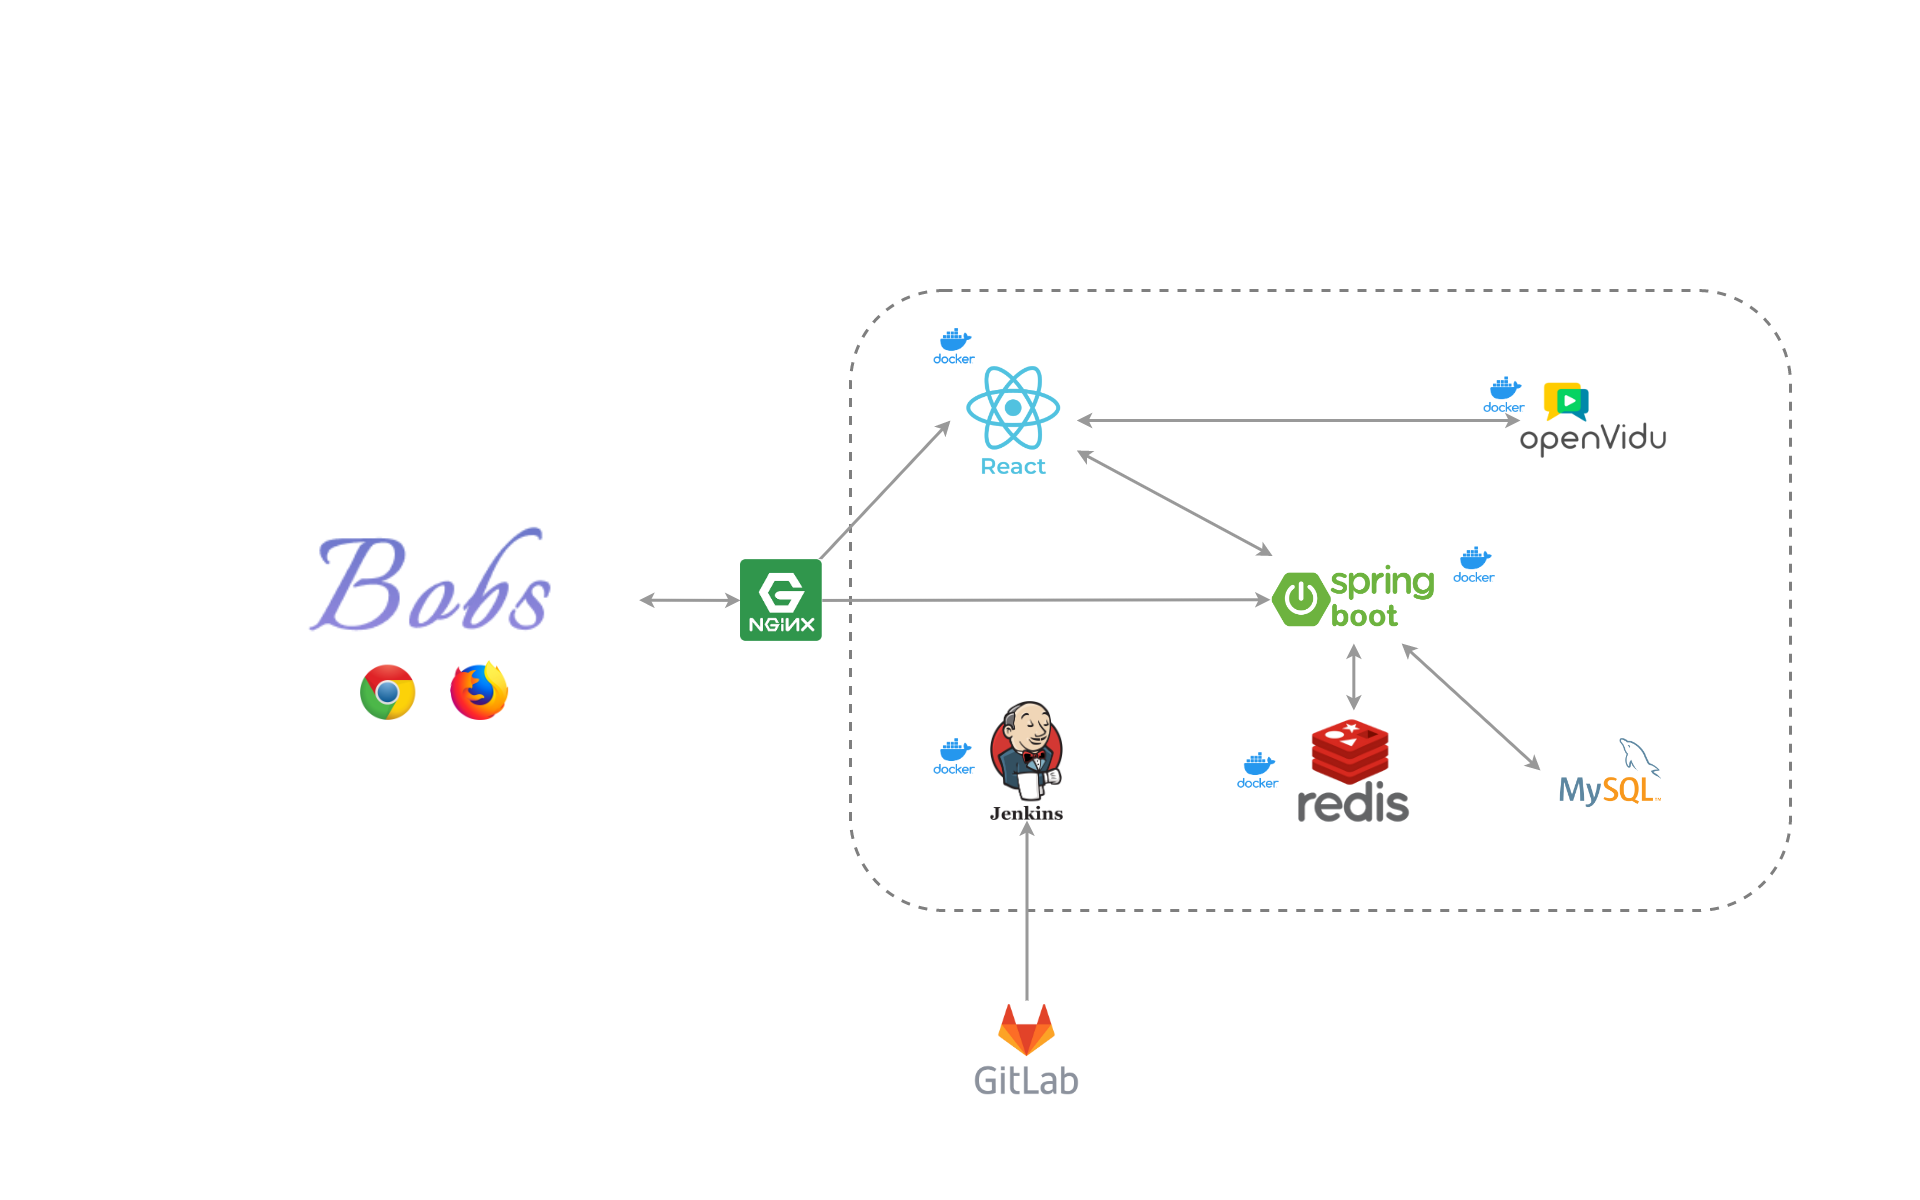 docker
React
docker
openVidu
Bobs
NGiNX
spring
boot
docker
docker
Jenkins
docker
redis
MySQL
GitLab